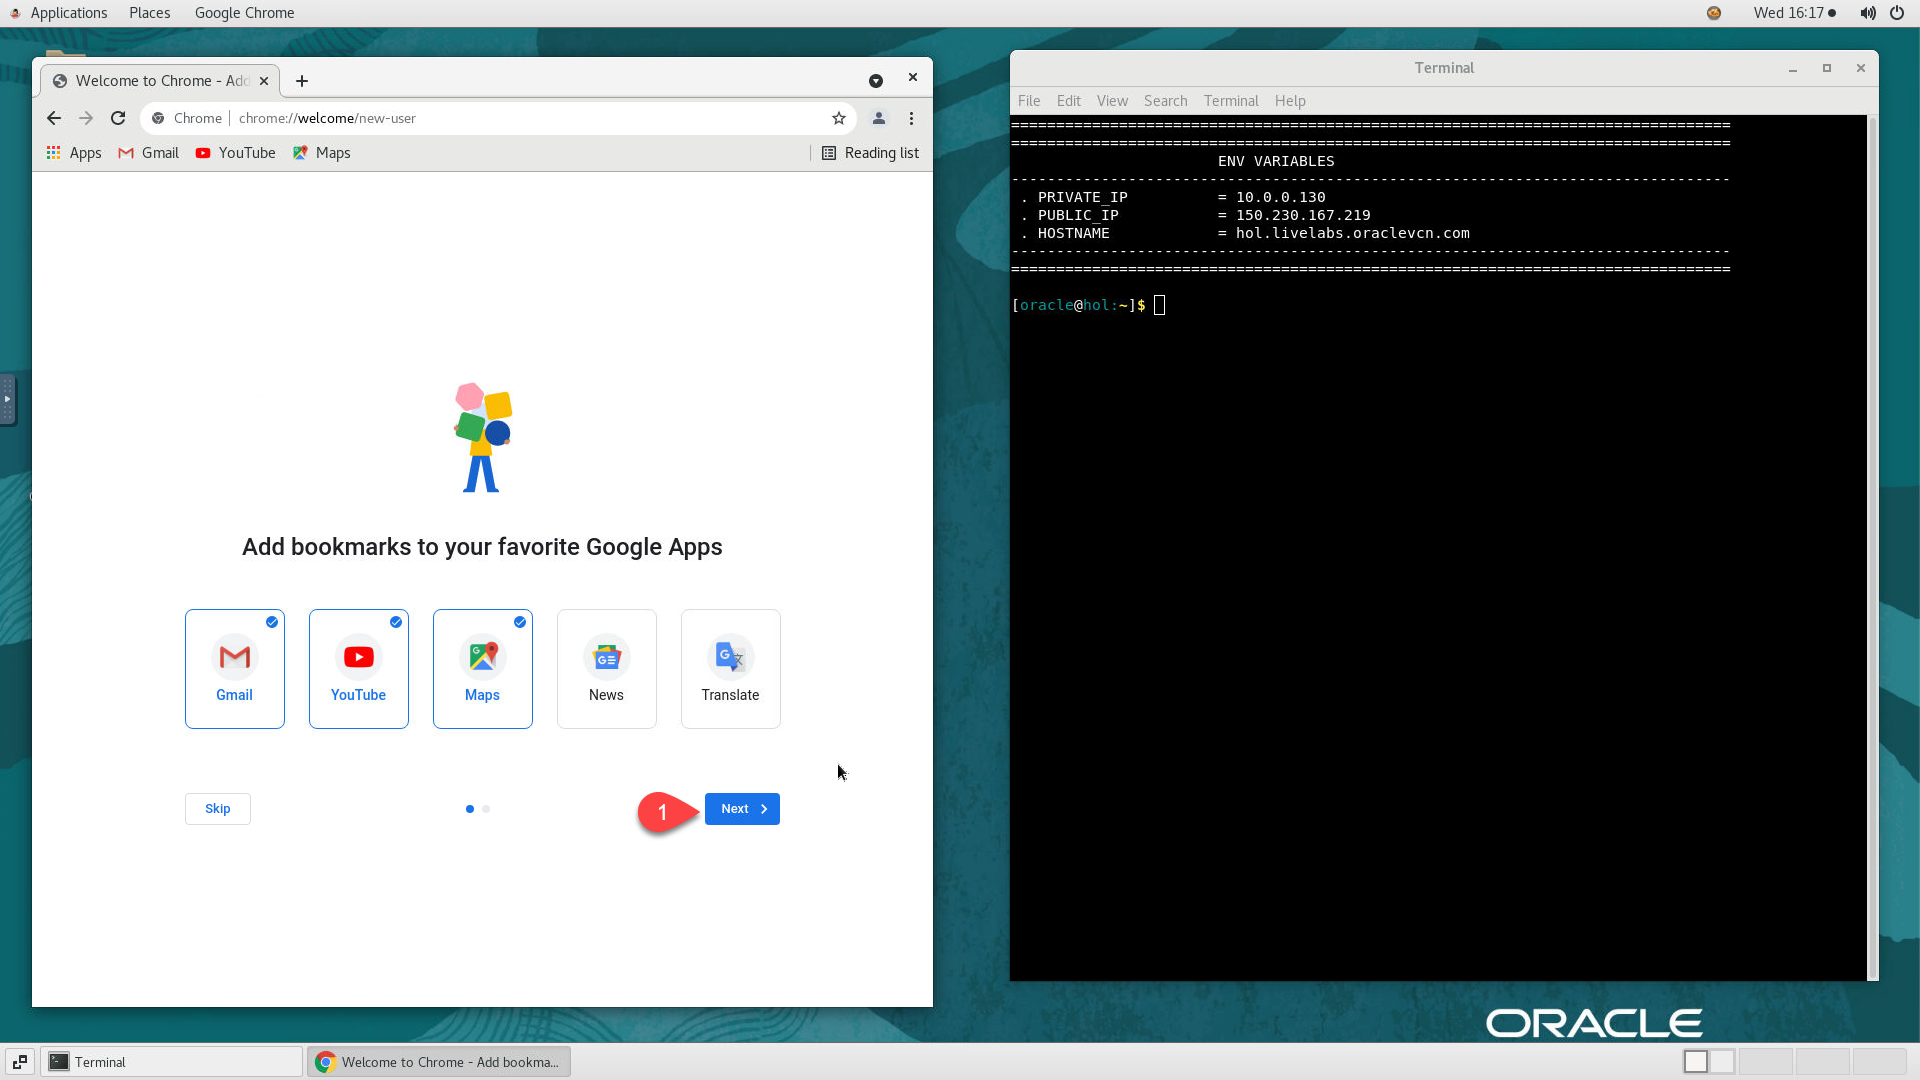 Applications Places Google Chrome Wed 16:17
Welcome to Chrome - Add
Chrome chrome://welcome/new-user
Apps Gmail YouTube Maps Reading list
Add bookmarks to your favorite Google Apps
Gmail YouTube Maps News Translate
Skip 1 Next
Terminal
File Edit View Search Terminal Help
================================================================================
================================================================================
ENV VARIABLES
--------------------------------------------------------------------------------
. PRIVATE_IP = 10.0.0.130
. PUBLIC_IP = 150.230.167.219
. HOSTNAME = hol.livelabs.oraclevcn.com
--------------------------------------------------------------------------------
================================================================================
[oracle@hol:~]$
ORACLE
Terminal Welcome to Chrome - Add bookma...